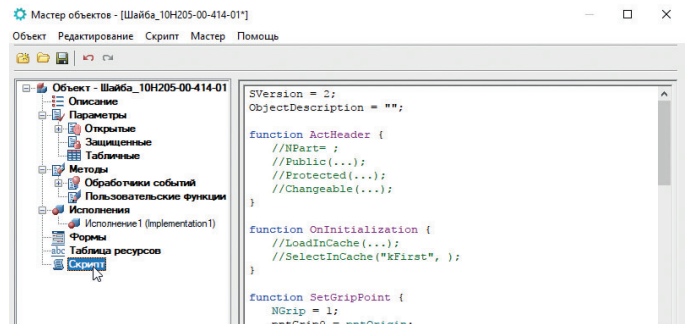 Мастер объектов - [Шайба_10Н205-00-414-01*]
Объект Редактирование Скрипт Мастер Помощь
Объект - Шайба_10Н205-00-414-01
Описание
Параметры
Открытые
Защищенные
Табличные
Методы
Обработчики событий
Пользовательские функции
Исполнения
Исполнение1 (Implementation1)
Формы
abc Таблица ресурсов
Скрипт
SVersion = 2;
ObjectDescription = "";
function ActHeader {
//NPart= ;
//Public(...);
//Protected(...);
//Changeable(...);
}
function OnInitialization {
//LoadInCache(...);
//SelectInCache("kFirst", );
}
function SetGripPoint {
NGrip = 1;